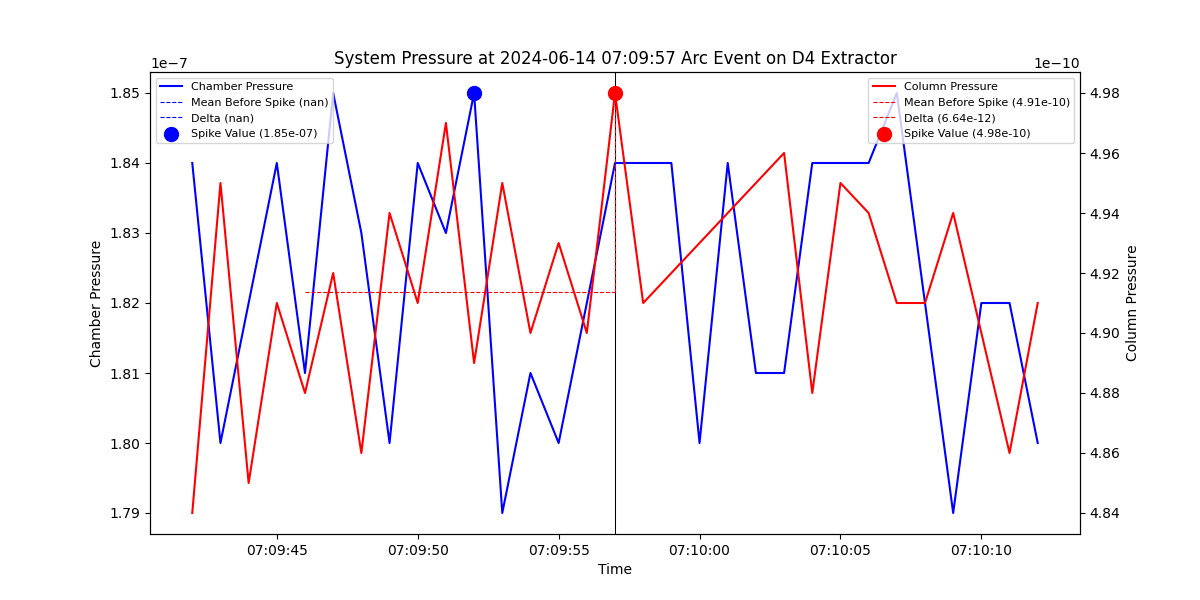 System Pressure at 2024-06-14 07:09:57 Arc Event on D4 Extractor
1e−7
1e−10
Chamber Pressure
Mean Before Spike (nan)
Delta (nan)
Spike Value (1.85e-07)
Column Pressure
Mean Before Spike (4.91e-10)
Delta (6.64e-12)
Spike Value (4.98e-10)
1.85
1.84
1.83
1.82
1.81
1.80
1.79
Chamber Pressure
4.98
4.96
4.94
4.92
4.90
4.88
4.86
4.84
Column Pressure
07:09:45
07:09:50
07:09:55
07:10:00
07:10:05
07:10:10
Time